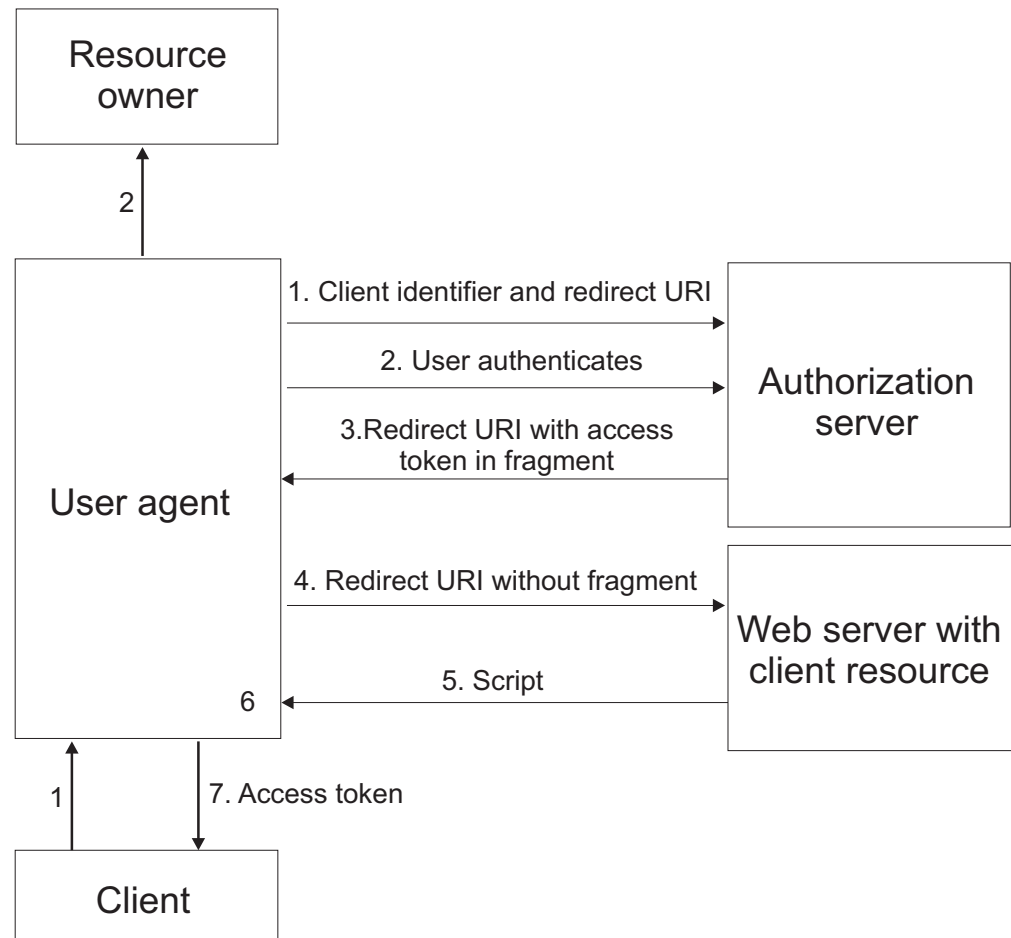 Resource
owner
2
1. Client identifier and redirect URI
2. User authenticates
3.Redirect URI with access
token in fragment
Authorization
server
User agent
4. Redirect URI without fragment
Web server with
client resource
5. Script
6
1
7. Access token
Client